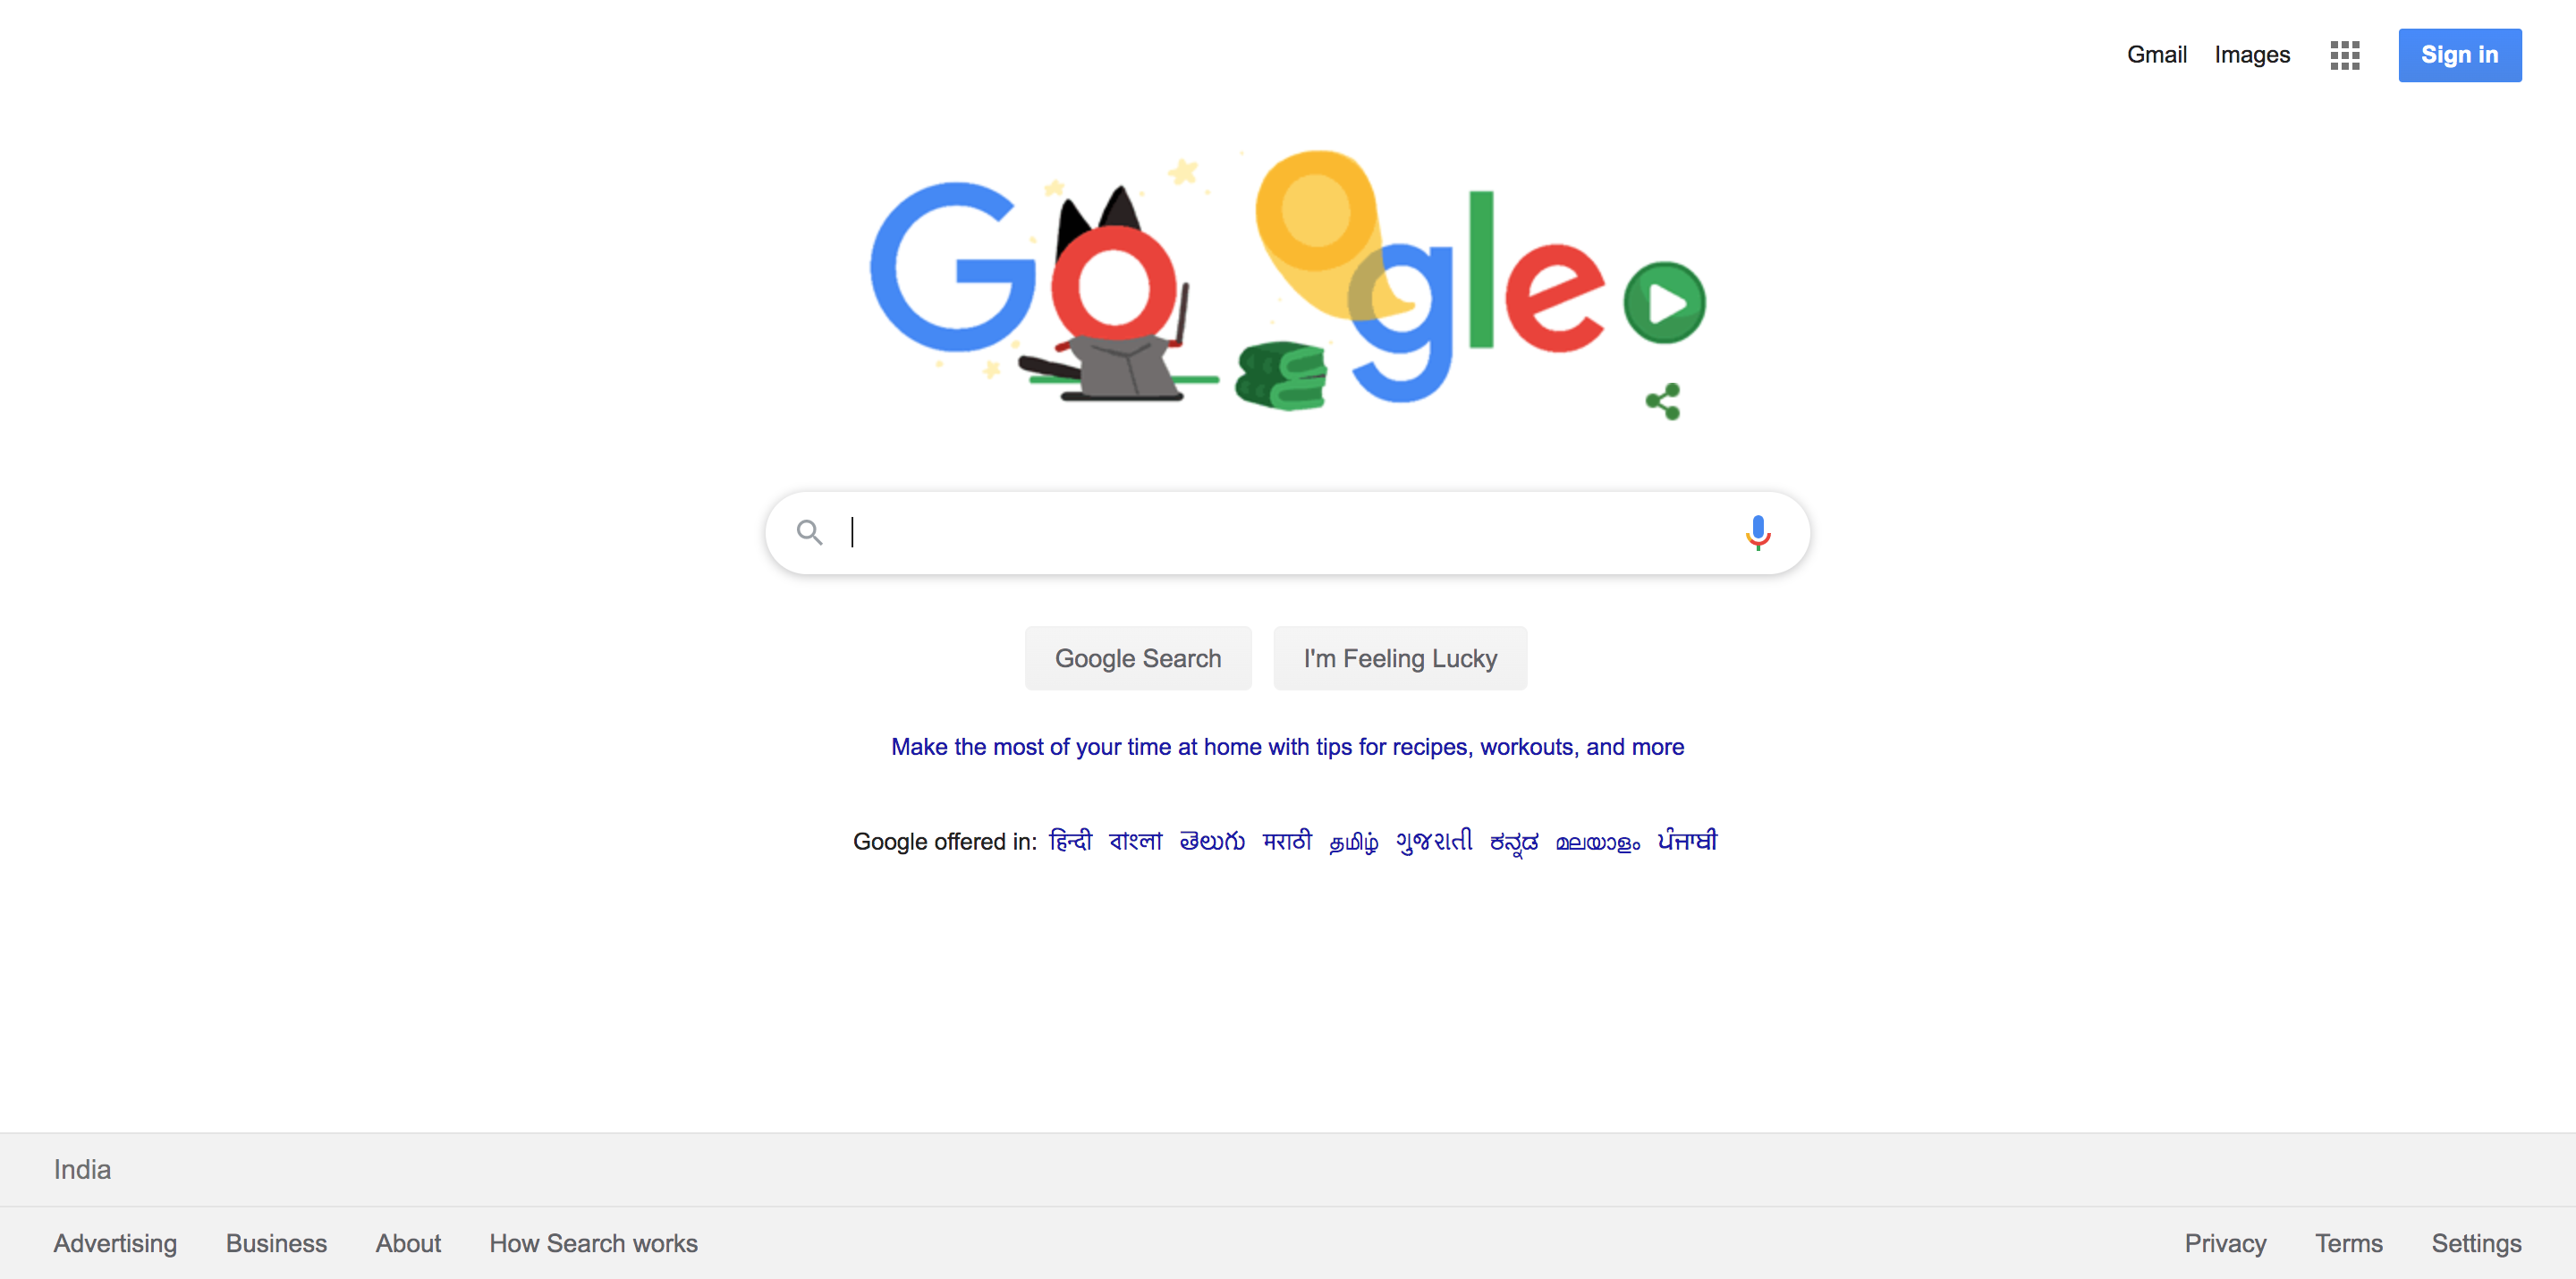 Gmail Images Sign in
Google
Google Search I'm Feeling Lucky
Make the most of your time at home with tips for recipes, workouts, and more
Google offered in: हिन्दी বাংলা తెలుగు मराठी தமிழ் ગુજરાતી ಕನ್ನಡ മലയാളം ਪੰਜਾਬੀ
India
Advertising Business About How Search works Privacy Terms Settings